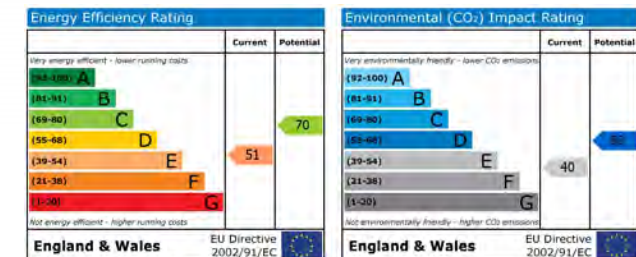 Energy Efficiency Rating
Current Potential
Very energy efficient - lower running costs
(92-100) A
(81-91) B
(69-80) C
(55-68) D
(39-54) E
(21-38) F
(1-20) G
51
70
Not energy efficient - higher running costs
England & Wales
EU Directive
2002/91/EC
Environmental (CO₂) Impact Rating
Current Potential
Very environmentally friendly - lower CO₂ emissions
(92-100) A
(81-91) B
(69-80) C
(55-68) D
(39-54) E
(21-38) F
(1-20) G
40
Not environmentally friendly - higher CO₂ emissions
England & Wales
EU Directive
2002/91/EC